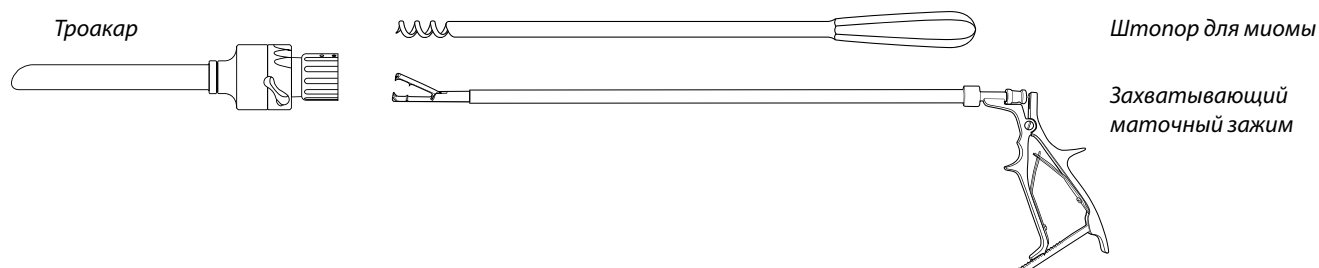 Троакар
Штопор для миомы
Захватывающий
маточный зажим